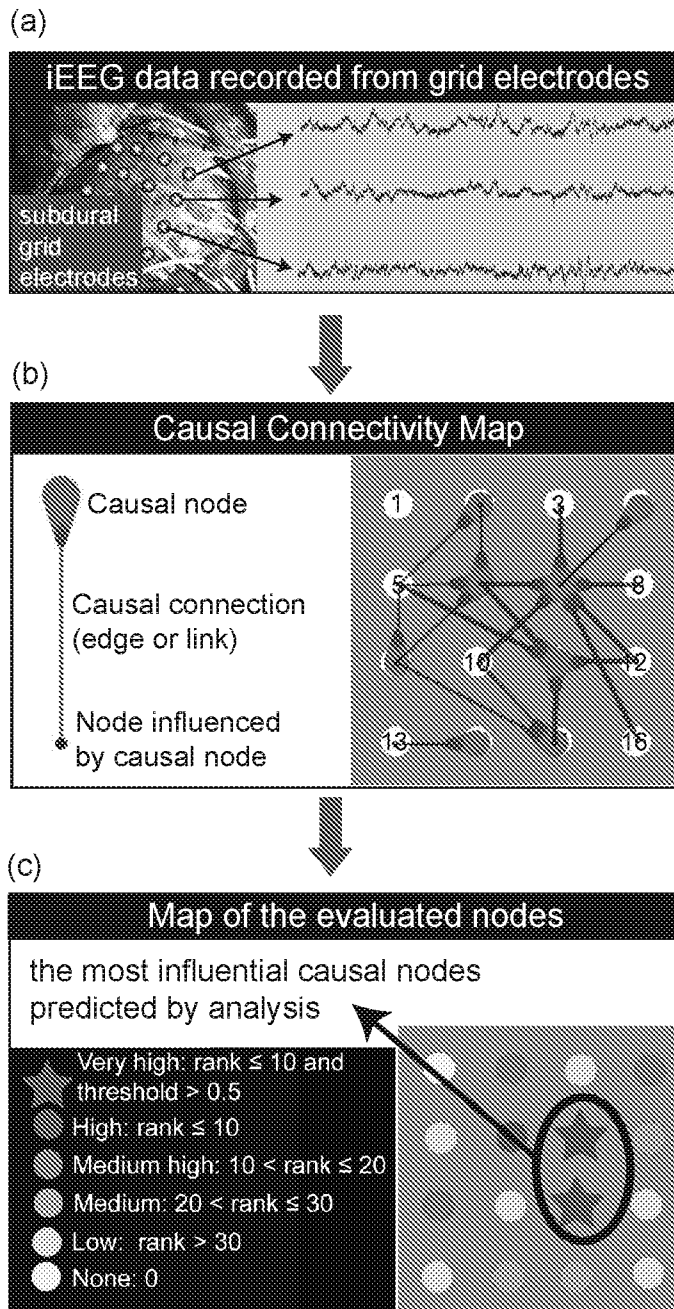 (a)
iEEG data recorded from grid electrodes
subdural
grid
electrodes
(b)
Causal Connectivity Map
Causal node
Causal connection
(edge or link)
Node influenced
by causal node
1
3
5
8
10
12
13
16
(c)
Map of the evaluated nodes
the most influential causal nodes
predicted by analysis
Very high: rank ≤ 10 and
threshold > 0.5
High: rank ≤ 10
Medium high: 10 < rank ≤ 20
Medium: 20 < rank ≤ 30
Low: rank > 30
None: 0